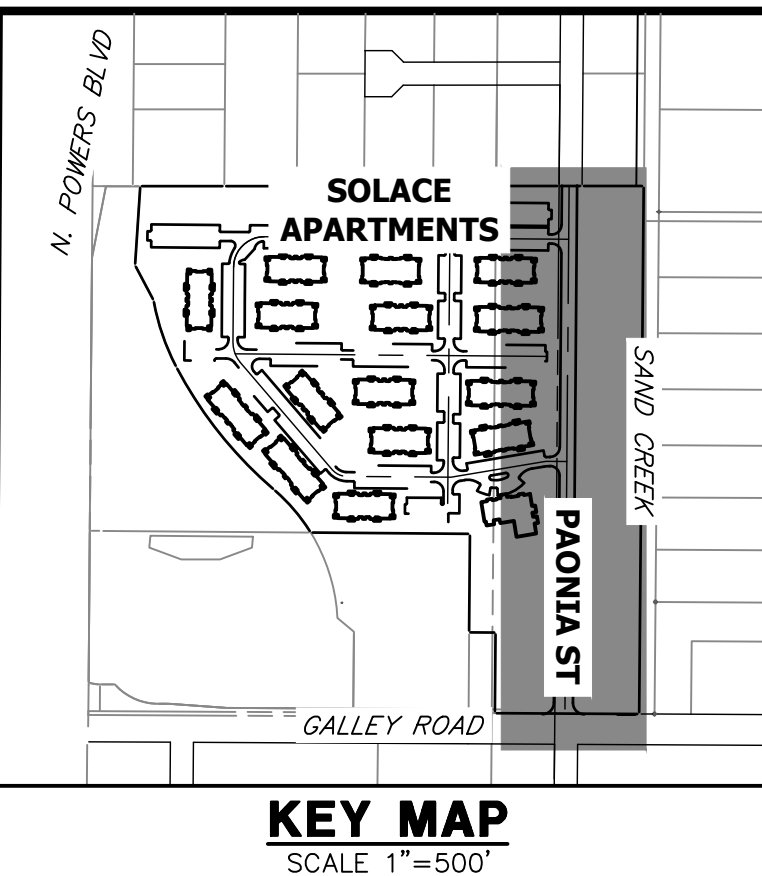 N. POWERS BLVD
SOLACE
APARTMENTS
SAND CREEK
PAONIA ST
GALLEY ROAD
KEY MAP
SCALE 1"=500'